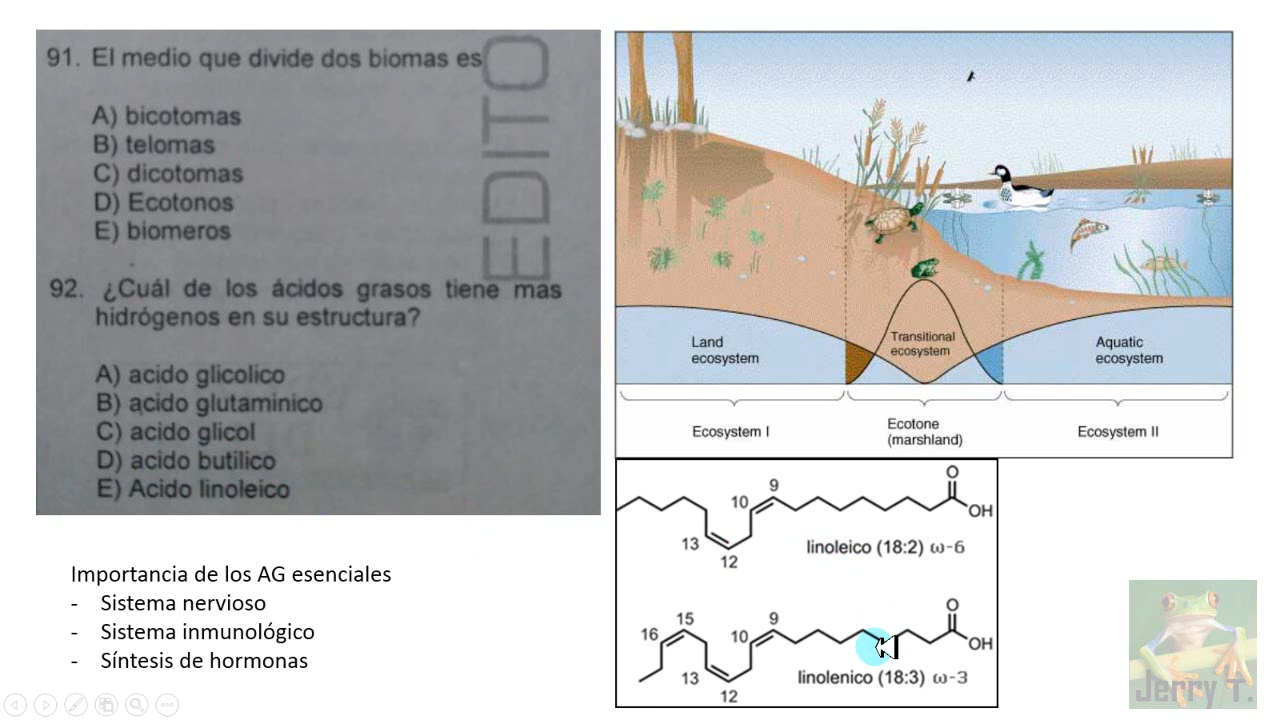 91. El medio que divide dos biomas es
A) bicotomas
B) telomas
C) dicotomas
D) Ecotonos
E) biomeros
92. ¿Cuál de los ácidos grasos tiene mas
hidrógenos en su estructura?
A) acido glicolico
B) acido glutaminico
C) acido glicol
D) acido butilico
E) Acido linoleico
EDITO
Importancia de los AG esenciales
- Sistema nervioso
- Sistema inmunológico
- Síntesis de hormonas
Land
ecosystem
Transitional
ecosystem
Aquatic
ecosystem
Ecosystem I
Ecotone
(marshland)
Ecosystem II
O
OH
9
10
13
12
linoleico (18:2) ω-6
O
OH
9
10
15
16
13
12
linolenico (18:3) ω-3
Jerry T.